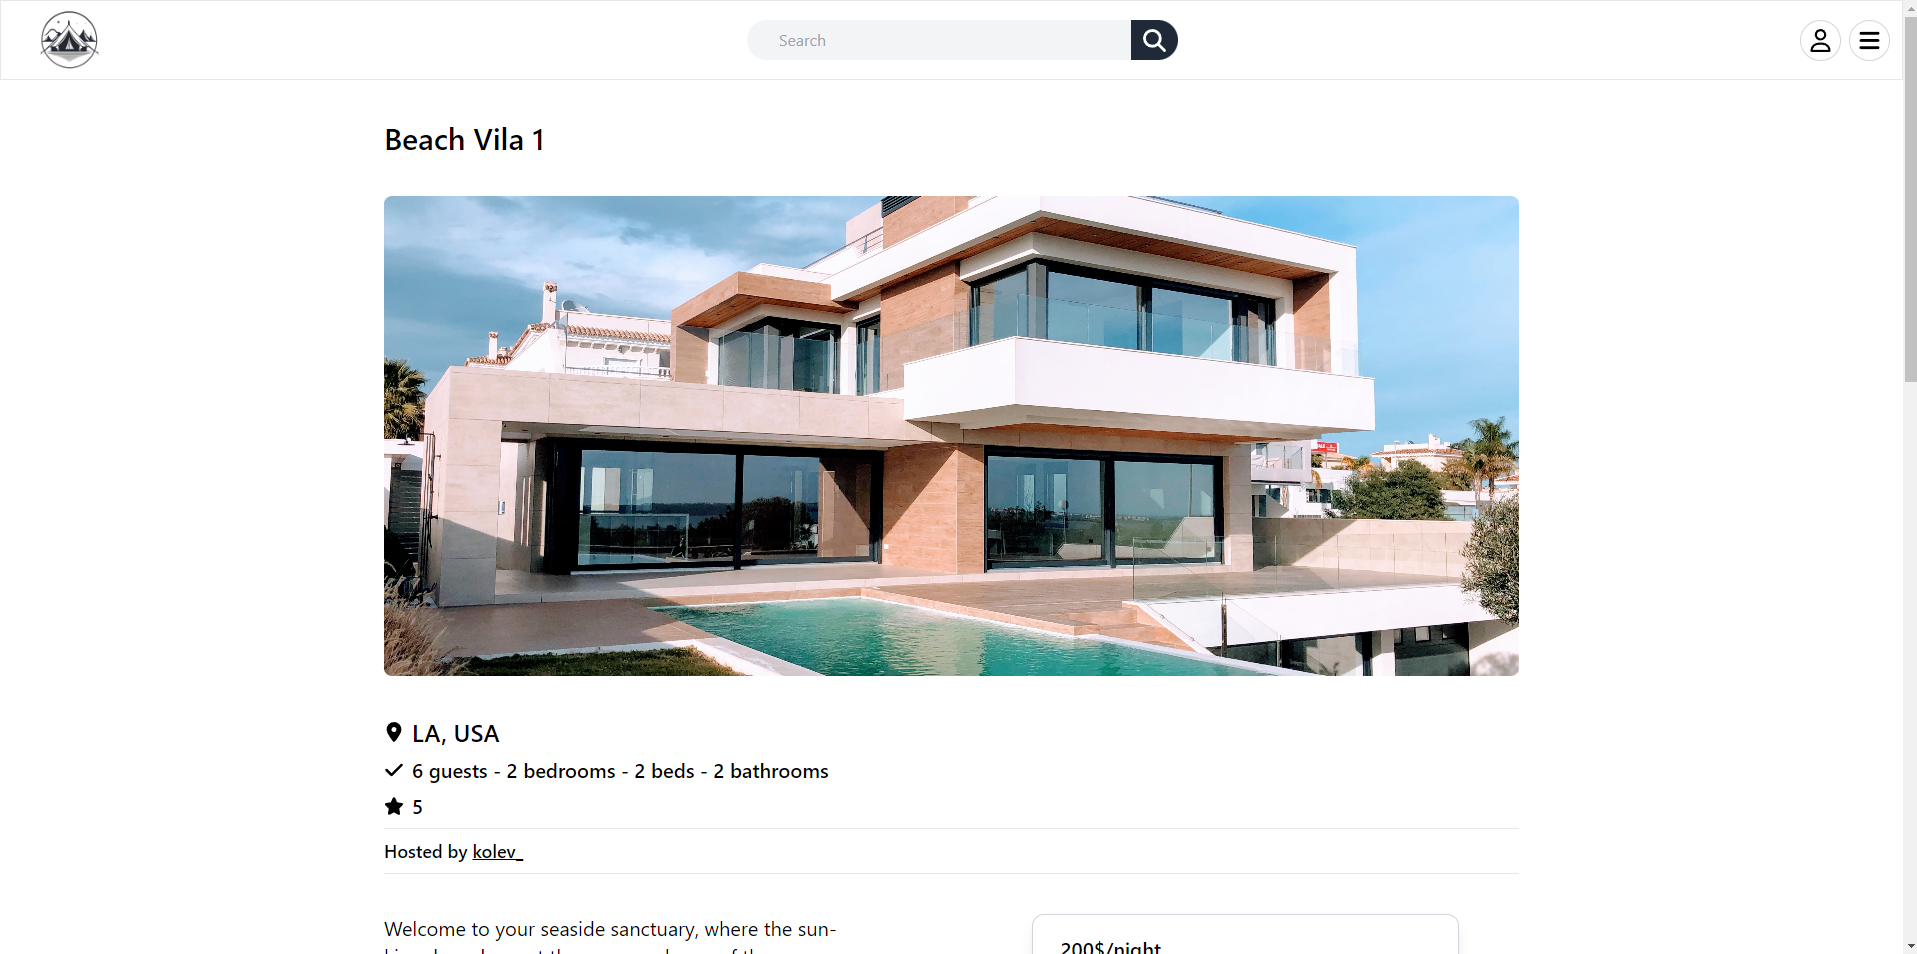 Search
Beach Vila 1
LA, USA
6 guests - 2 bedrooms - 2 beds - 2 bathrooms
5
Hosted by kolev_
Welcome to your seaside sanctuary, where the sun-
200$/night